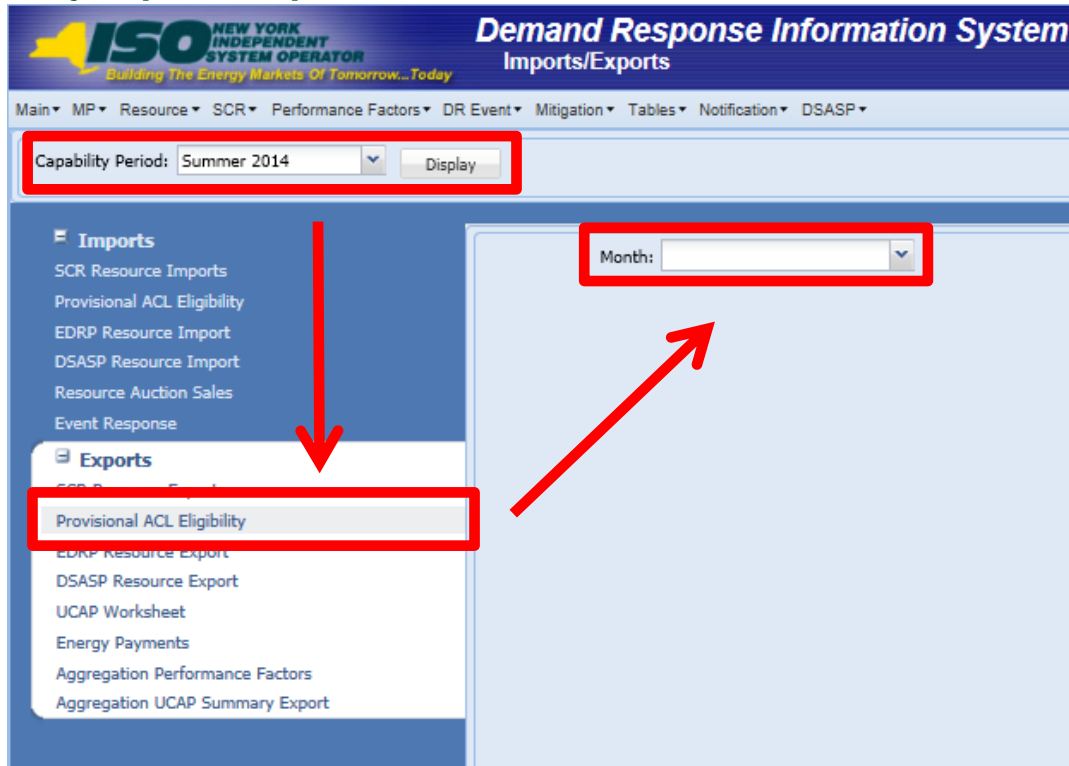 ISO NEW YORK
INDEPENDENT
SYSTEM OPERATOR
Building The Energy Markets Of Tomorrow...Today
Demand Response Information System
Imports/Exports
Main MP Resource SCR Performance Factors DR Event Mitigation Tables Notification DSASP
Capability Period: Summer 2014 Display
Month:
Imports
SCR Resource Imports
Provisional ACL Eligibility
EDRP Resource Import
DSASP Resource Import
Resource Auction Sales
Event Response
Exports
Provisional ACL Eligibility
EDRP Resource Export
DSASP Resource Export
UCAP Worksheet
Energy Payments
Aggregation Performance Factors
Aggregation UCAP Summary Export